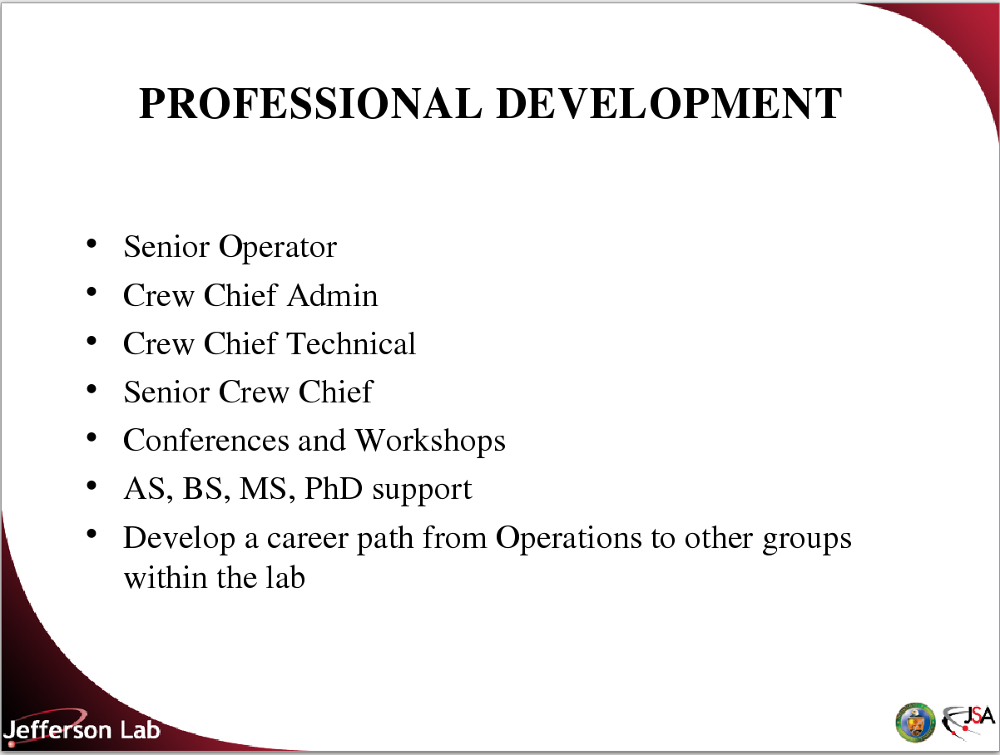 PROFESSIONAL DEVELOPMENT
• Senior Operator
• Crew Chief Admin
• Crew Chief Technical
• Senior Crew Chief
• Conferences and Workshops
• AS, BS, MS, PhD support
• Develop a career path from Operations to other groups
within the lab
Jefferson Lab
JSA